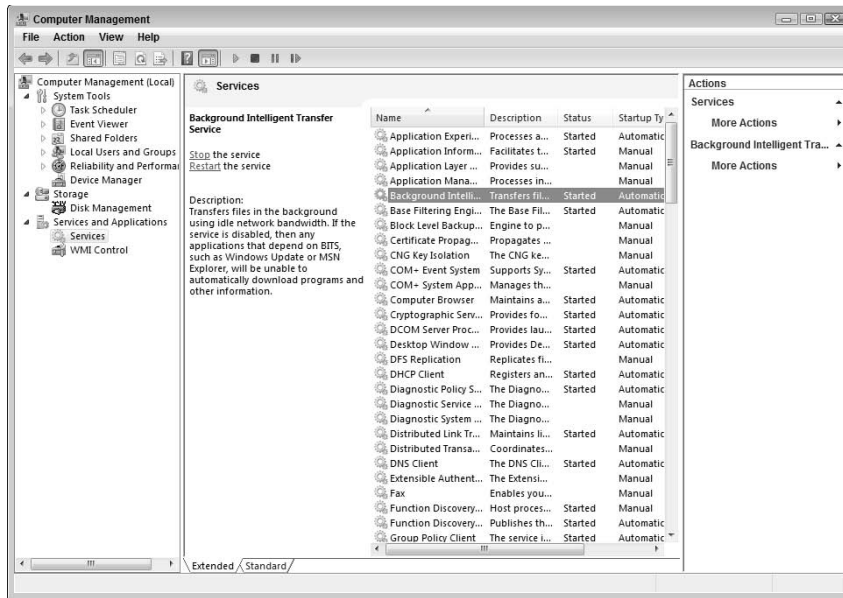 Computer Management
File Action View Help
Computer Management (Local)
System Tools
Task Scheduler
Event Viewer
Shared Folders
Local Users and Groups
Reliability and Performa
Device Manager
Storage
Disk Management
Services and Applications
Services
WMI Control
Services
Background Intelligent Transfer
Service
Stop the service
Restart the service
Description:
Transfers files in the background
using idle network bandwidth. If the
service is disabled, then any
applications that depend on BITS,
such as Windows Update or MSN
Explorer, will be unable to
automatically download programs and
other information.
Name Description Status Startup Ty
Application Experi... Processes a... Started Automatic
Application Inform... Facilitates t... Started Manual
Application Layer ... Provides su... Manual
Application Mana... Processes in... Manual
Background Intelli... Transfers fil... Started Automatic
Base Filtering Engi... The Base Fil... Started Automatic
Block Level Backup... Engine to p... Manual
Certificate Propag... Propagates ... Manual
CNG Key Isolation The CNG ke... Manual
COM+ Event System Supports Sy... Started Automatic
COM+ System App... Manages th... Manual
Computer Browser Maintains a... Started Automatic
Cryptographic Serv... Provides fo... Started Automatic
DCOM Server Proc... Provides lau... Started Automatic
Desktop Window ... Provides De... Started Automatic
DFS Replication Replicates fi... Manual
DHCP Client Registers an... Started Automatic
Diagnostic Policy S... The Diagno... Started Automatic
Diagnostic Service ... The Diagno... Manual
Diagnostic System ... The Diagno... Manual
Distributed Link Tr... Maintains li... Started Automatic
Distributed Transa... Coordinates... Manual
DNS Client The DNS Cli... Started Automatic
Extensible Authent... The Extensi... Manual
Fax Enables you... Manual
Function Discovery... Host proces... Started Manual
Function Discovery... Publishes th... Started Automatic
Group Policy Client The service i... Started Automatic
Extended Standard
Actions
Services
More Actions
Background Intelligent Tra...
More Actions